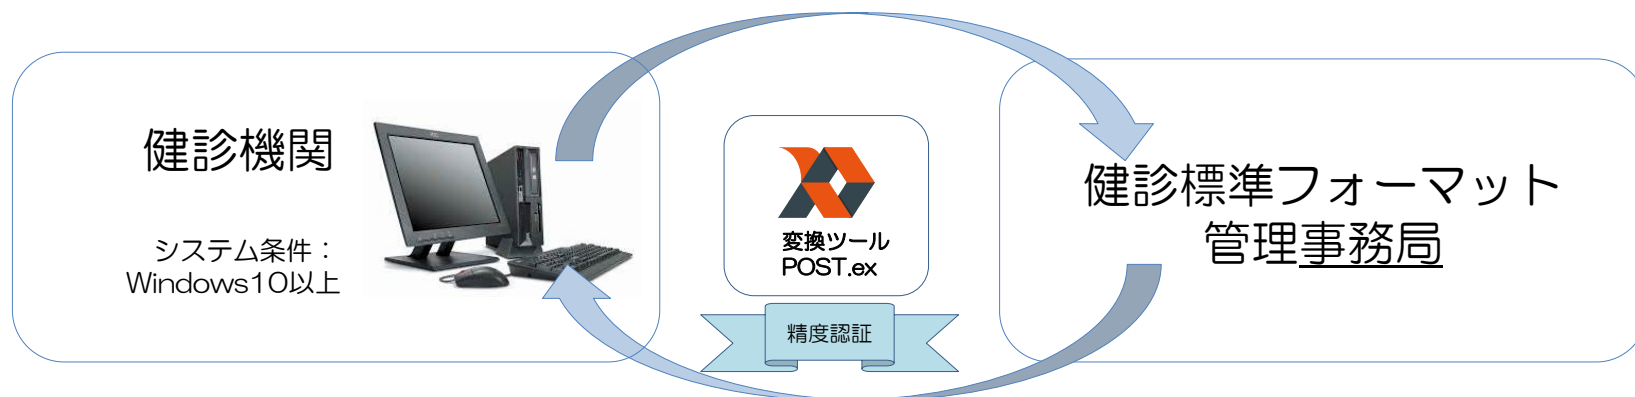 健診機関
システム条件：
Windows10以上
変換ツール
POST.ex
精度認証
健診標準フォーマット
管理事務局